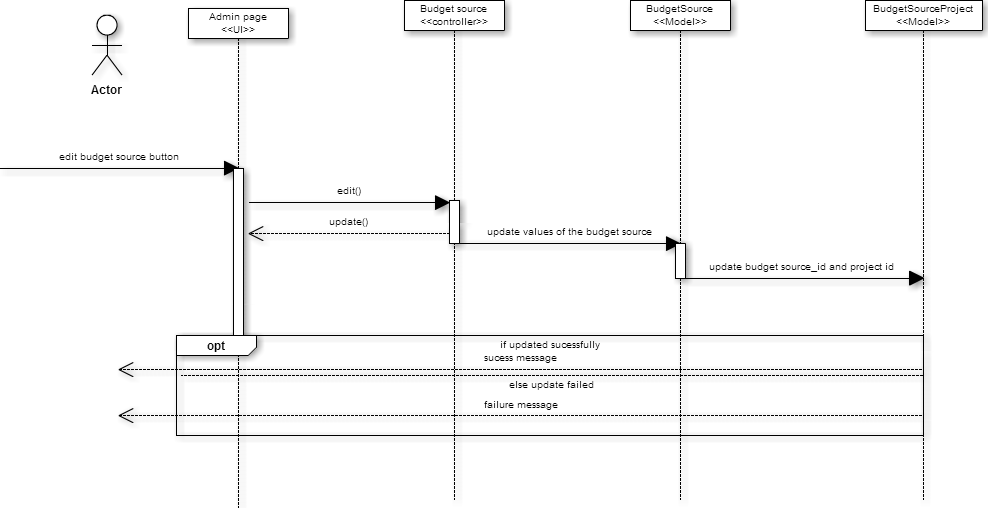 Admin page
<<UI>>
Budget source
<<controller>>
BudgetSource
<<Model>>
BudgetSourceProject
<<Model>>
Actor
edit budget source button
edit()
update()
update values of the budget source
update budget source_id and project id
opt
if updated sucessfully
sucess message
else update failed
failure message